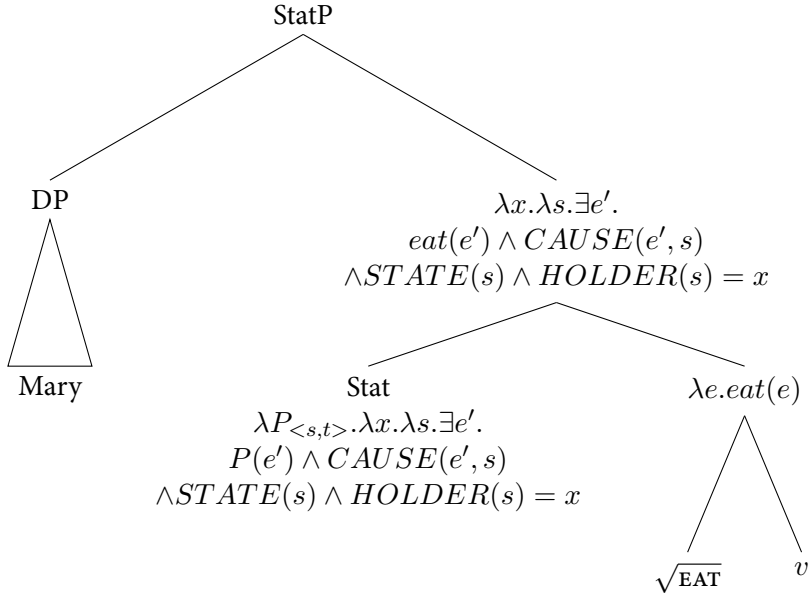 StatP
DP
λx.λs.∃e′.
eat(e′) ∧ CAUSE(e′, s)
∧STATE(s) ∧ HOLDER(s) = x
Mary
Stat
λe.eat(e)
λP<s,t>.λx.λs.∃e′.
P(e′) ∧ CAUSE(e′, s)
∧STATE(s) ∧ HOLDER(s) = x
√EAT
v